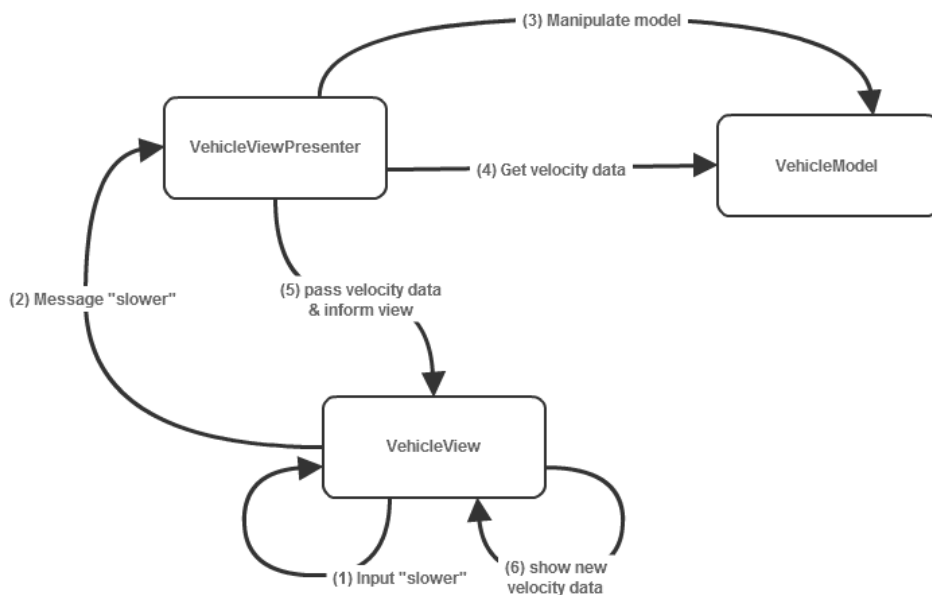 (3) Manipulate model
VehicleViewPresenter
VehicleModel
(4) Get velocity data
(2) Message "slower"
(5) pass velocity data
& inform view
VehicleView
(1) Input "slower"
(6) show new
velocity data